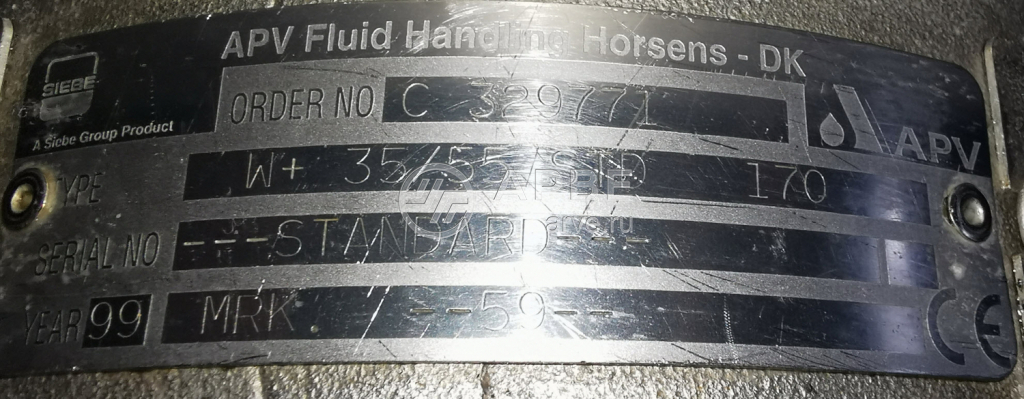 APV Fluid Handling Horsens - DK
SIEBE
A Siebe Group Product
ORDER NO C 329771
APV
TYPE W+ 35/55/STD 170
SERIAL NO ---STANDARD---
YEAR 99 MRK --59--
CE